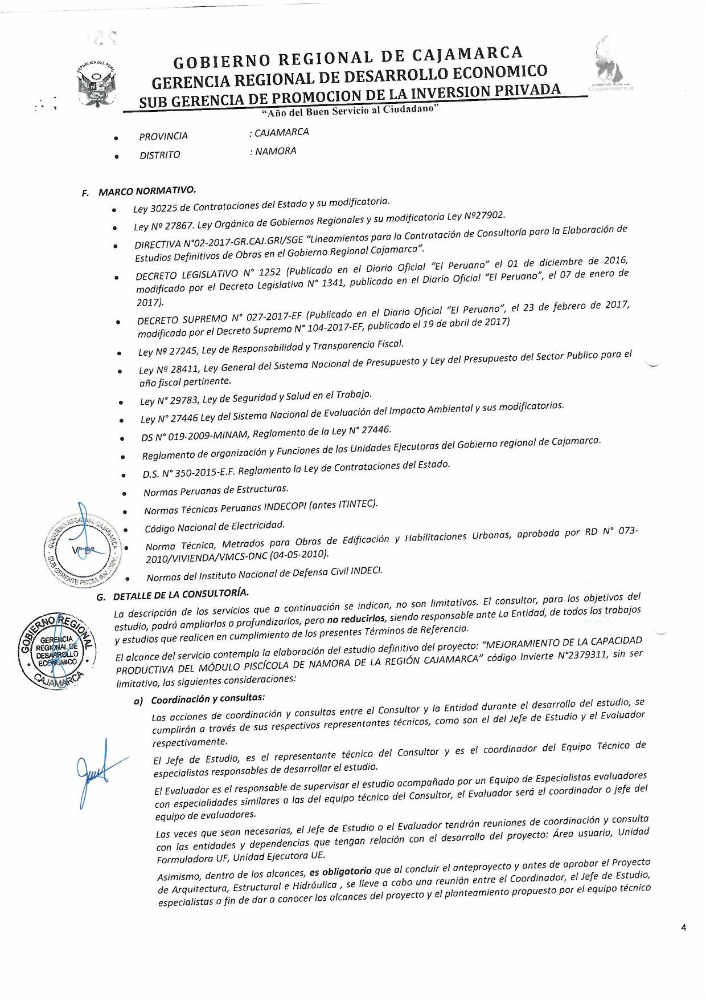 REPUBLICA DEL PERU
GOBIERNO REGIONAL DE CAJAMARCA
GERENCIA REGIONAL DE DESARROLLO ECONOMICO
SUB GERENCIA DE PROMOCION DE LA INVERSION PRIVADA
"Año del Buen Servicio al Ciudadano"
Cajamarca
• PROVINCIA : CAJAMARCA
• DISTRITO : NAMORA
F. MARCO NORMATIVO.
• Ley 30225 de Contrataciones del Estado y su modificatoria.
• Ley Nº 27867. Ley Orgánica de Gobiernos Regionales y su modificatoria Ley Nº27902.
• DIRECTIVA N°02-2017-GR.CAJ.GRI/SGE "Lineamientos para la Contratación de Consultoría para la Elaboración de
Estudios Definitivos de Obras en el Gobierno Regional Cajamarca".
• DECRETO LEGISLATIVO N° 1252 (Publicado en el Diario Oficial "El Peruano" el 01 de diciembre de 2016,
modificado por el Decreto Legislativo N° 1341, publicado en el Diario Oficial "El Peruano", el 07 de enero de
2017).
• DECRETO SUPREMO N° 027-2017-EF (Publicado en el Diario Oficial "El Peruano", el 23 de febrero de 2017,
modificado por el Decreto Supremo N° 104-2017-EF, publicado el 19 de abril de 2017)
• Ley Nº 27245, Ley de Responsabilidad y Transparencia Fiscal.
• Ley Nº 28411, Ley General del Sistema Nacional de Presupuesto y Ley del Presupuesto del Sector Publico para el
año fiscal pertinente.
• Ley N° 29783, Ley de Seguridad y Salud en el Trabajo.
• Ley N° 27446 Ley del Sistema Nacional de Evaluación del Impacto Ambiental y sus modificatorias.
• DS N° 019-2009-MINAM, Reglamento de la Ley N° 27446.
• Reglamento de organización y Funciones de las Unidades Ejecutoras del Gobierno regional de Cajamarca.
• D.S. N° 350-2015-E.F. Reglamento la Ley de Contrataciones del Estado.
• Normas Peruanas de Estructuras.
• Normas Técnicas Peruanas INDECOPI (antes ITINTEC).
• Código Nacional de Electricidad.
• Norma Técnica, Metrados para Obras de Edificación y Habilitaciones Urbanas, aprobada por RD N° 073-
2010/VIVIENDA/VMCS-DNC (04-05-2010).
• Normas del Instituto Nacional de Defensa Civil INDECI.
GOBIERNO REGIONAL CAJAMARCA
V° B°
SUB GERENTE PROM. INV. PRIV.
G. DETALLE DE LA CONSULTORÍA.
La descripción de los servicios que a continuación se indican, no son limitativos. El consultor, para los objetivos del
estudio, podrá ampliarlos o profundizarlos, pero no reducirlos, siendo responsable ante La Entidad, de todos los trabajos
y estudios que realicen en cumplimiento de los presentes Términos de Referencia.
El alcance del servicio contempla la elaboración del estudio definitivo del proyecto: "MEJORAMIENTO DE LA CAPACIDAD
PRODUCTIVA DEL MÓDULO PISCÍCOLA DE NAMORA DE LA REGIÓN CAJAMARCA" código Invierte N°2379311, sin ser
limitativo, las siguientes consideraciones:
GOBIERNO REGIONAL
GERENCIA
REGIONAL DE
DESARROLLO
ECONOMICO
CAJAMARCA
a) Coordinación y consultas:
Las acciones de coordinación y consultas entre el Consultor y la Entidad durante el desarrollo del estudio, se
cumplirán a través de sus respectivos representantes técnicos, como son el del Jefe de Estudio y el Evaluador
respectivamente.
El Jefe de Estudio, es el representante técnico del Consultor y es el coordinador del Equipo Técnico de
especialistas responsables de desarrollar el estudio.
El Evaluador es el responsable de supervisar el estudio acompañado por un Equipo de Especialistas evaluadores
con especialidades similares a las del equipo técnico del Consultor, el Evaluador será el coordinador o jefe del
equipo de evaluadores.
Las veces que sean necesarias, el Jefe de Estudio o el Evaluador tendrán reuniones de coordinación y consulta
con las entidades y dependencias que tengan relación con el desarrollo del proyecto: Área usuaria, Unidad
Formuladora UF, Unidad Ejecutora UE.
Asimismo, dentro de los alcances, es obligatorio que al concluir el anteproyecto y antes de aprobar el Proyecto
de Arquitectura, Estructural e Hidráulica , se lleve a cabo una reunión entre el Coordinador, el Jefe de Estudio,
especialistas a fin de dar a conocer los alcances del proyecto y el planteamiento propuesto por el equipo técnico
4